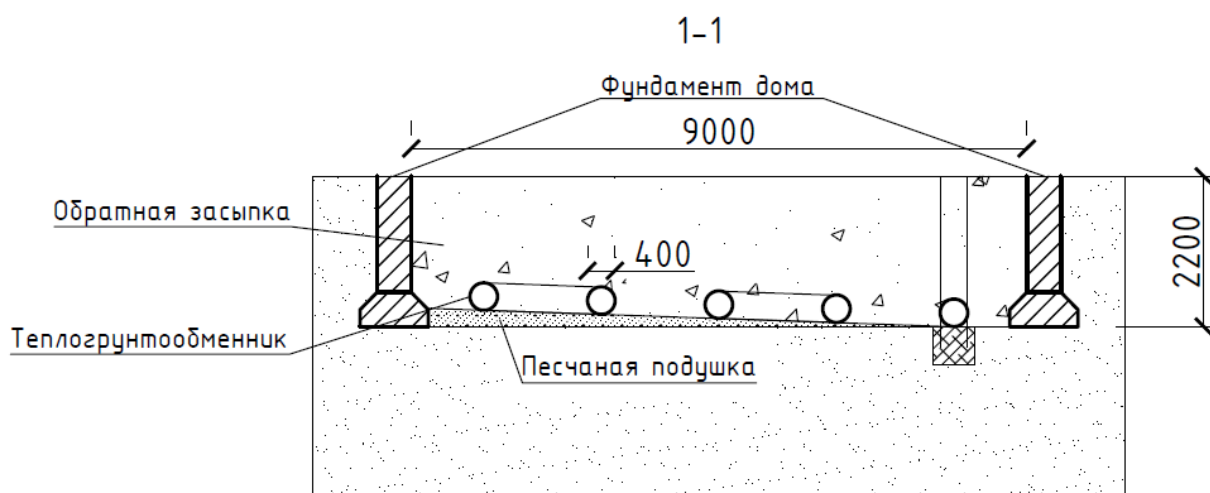 1-1
Фундамент дома
9000
Обратная засыпка
400
2200
Теплогрунтообменник
Песчаная подушка